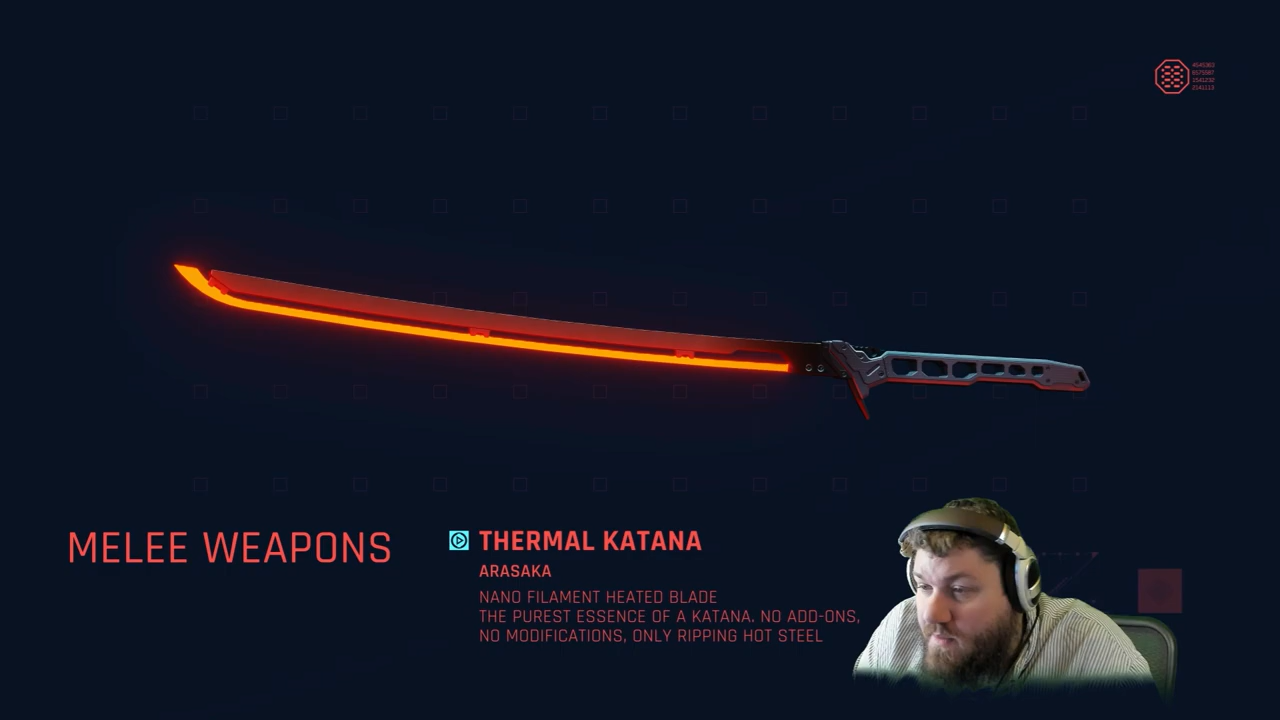 MELEE WEAPONS
THERMAL KATANA
ARASAKA
NANO FILAMENT HEATED BLADE
THE PUREST ESSENCE OF A KATANA. NO ADD-ONS,
NO MODIFICATIONS, ONLY RIPPING HOT STEEL